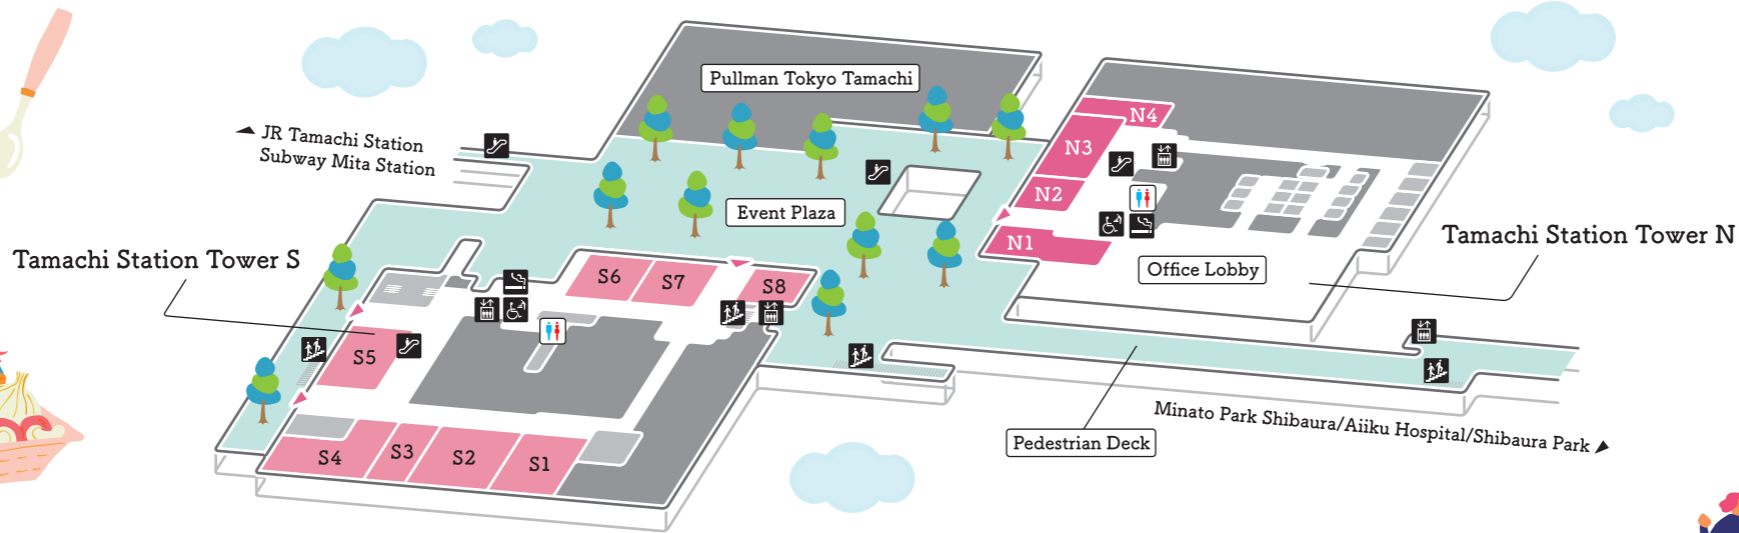 Pullman Tokyo Tamachi
JR Tamachi Station
Subway Mita Station
N4
N3
N2
N1
Event Plaza
Tamachi Station Tower S
Tamachi Station Tower N
Office Lobby
S6
S7
S8
S5
S4
S3
S2
S1
Pedestrian Deck
Minato Park Shibaura/Aiiku Hospital/Shibaura Park